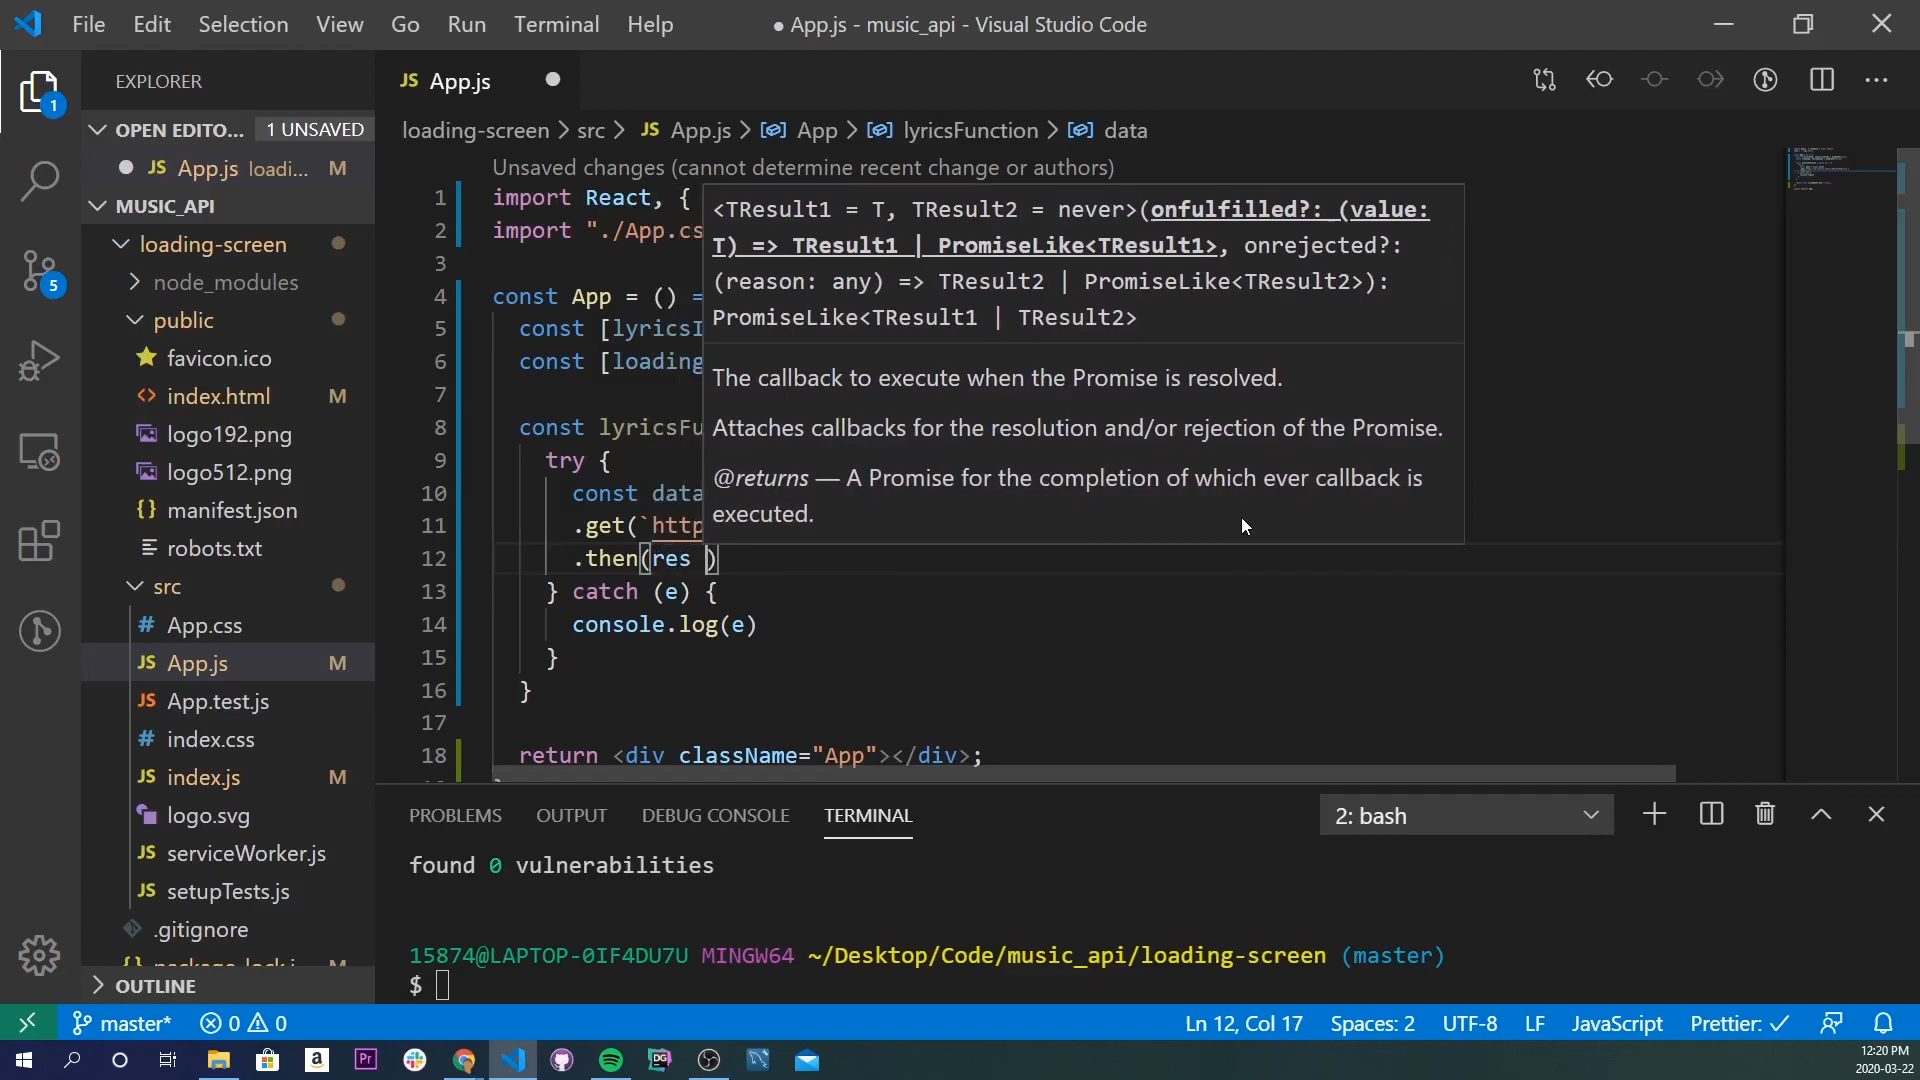 File Edit Selection View Go Run Terminal Help
● App.js - music_api - Visual Studio Code
EXPLORER
OPEN EDITO... 1 UNSAVED
JS App.js loadi... M
MUSIC_API
loading-screen
node_modules
public
favicon.ico
<> index.html M
logo192.png
logo512.png
{} manifest.json
robots.txt
src
# App.css
JS App.js M
JS App.test.js
# index.css
JS index.js M
logo.svg
JS serviceWorker.js
JS setupTests.js
.gitignore
OUTLINE
1
5
JS App.js
loading-screen > src > JS App.js > App > lyricsFunction > data
Unsaved changes (cannot determine recent change or authors)
1 import React, {
2 import "./App.cs
3
4 const App = () =
5 const [lyricsI
6 const [loading
7
8 const lyricsFu
9 try {
10 const data
11 .get(`http
12 .then(res )
13 } catch (e) {
14 console.log(e)
15 }
16 }
17
18 return <div className="App"></div>;
<TResult1 = T, TResult2 = never>(onfulfilled?: (value:
T) => TResult1 | PromiseLike<TResult1>, onrejected?:
(reason: any) => TResult2 | PromiseLike<TResult2>):
PromiseLike<TResult1 | TResult2>
The callback to execute when the Promise is resolved.
Attaches callbacks for the resolution and/or rejection of the Promise.
@returns — A Promise for the completion of which ever callback is
executed.
PROBLEMS OUTPUT DEBUG CONSOLE TERMINAL
2: bash
found 0 vulnerabilities
15874@LAPTOP-0IF4DU7U MINGW64 ~/Desktop/Code/music_api/loading-screen (master)
$
master* 0 0
Ln 12, Col 17 Spaces: 2 UTF-8 LF JavaScript Prettier: ✓
Pr
DG
12:20 PM
2020-03-22